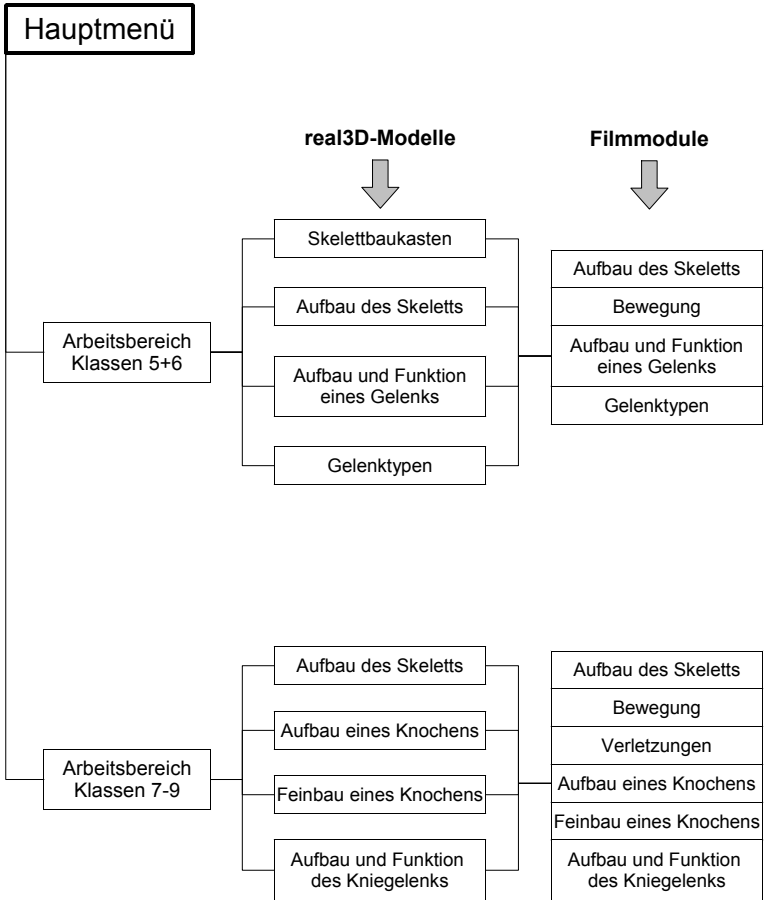 Hauptmenü
real3D-Modelle
Filmmodule
Arbeitsbereich
Klassen 5+6
Skelettbaukasten
Aufbau des Skeletts
Aufbau und Funktion
eines Gelenks
Gelenktypen
Aufbau des Skeletts
Bewegung
Aufbau und Funktion
eines Gelenks
Gelenktypen
Arbeitsbereich
Klassen 7-9
Aufbau des Skeletts
Aufbau eines Knochens
Feinbau eines Knochens
Aufbau und Funktion
des Kniegelenks
Aufbau des Skeletts
Bewegung
Verletzungen
Aufbau eines Knochens
Feinbau eines Knochens
Aufbau und Funktion
des Kniegelenks